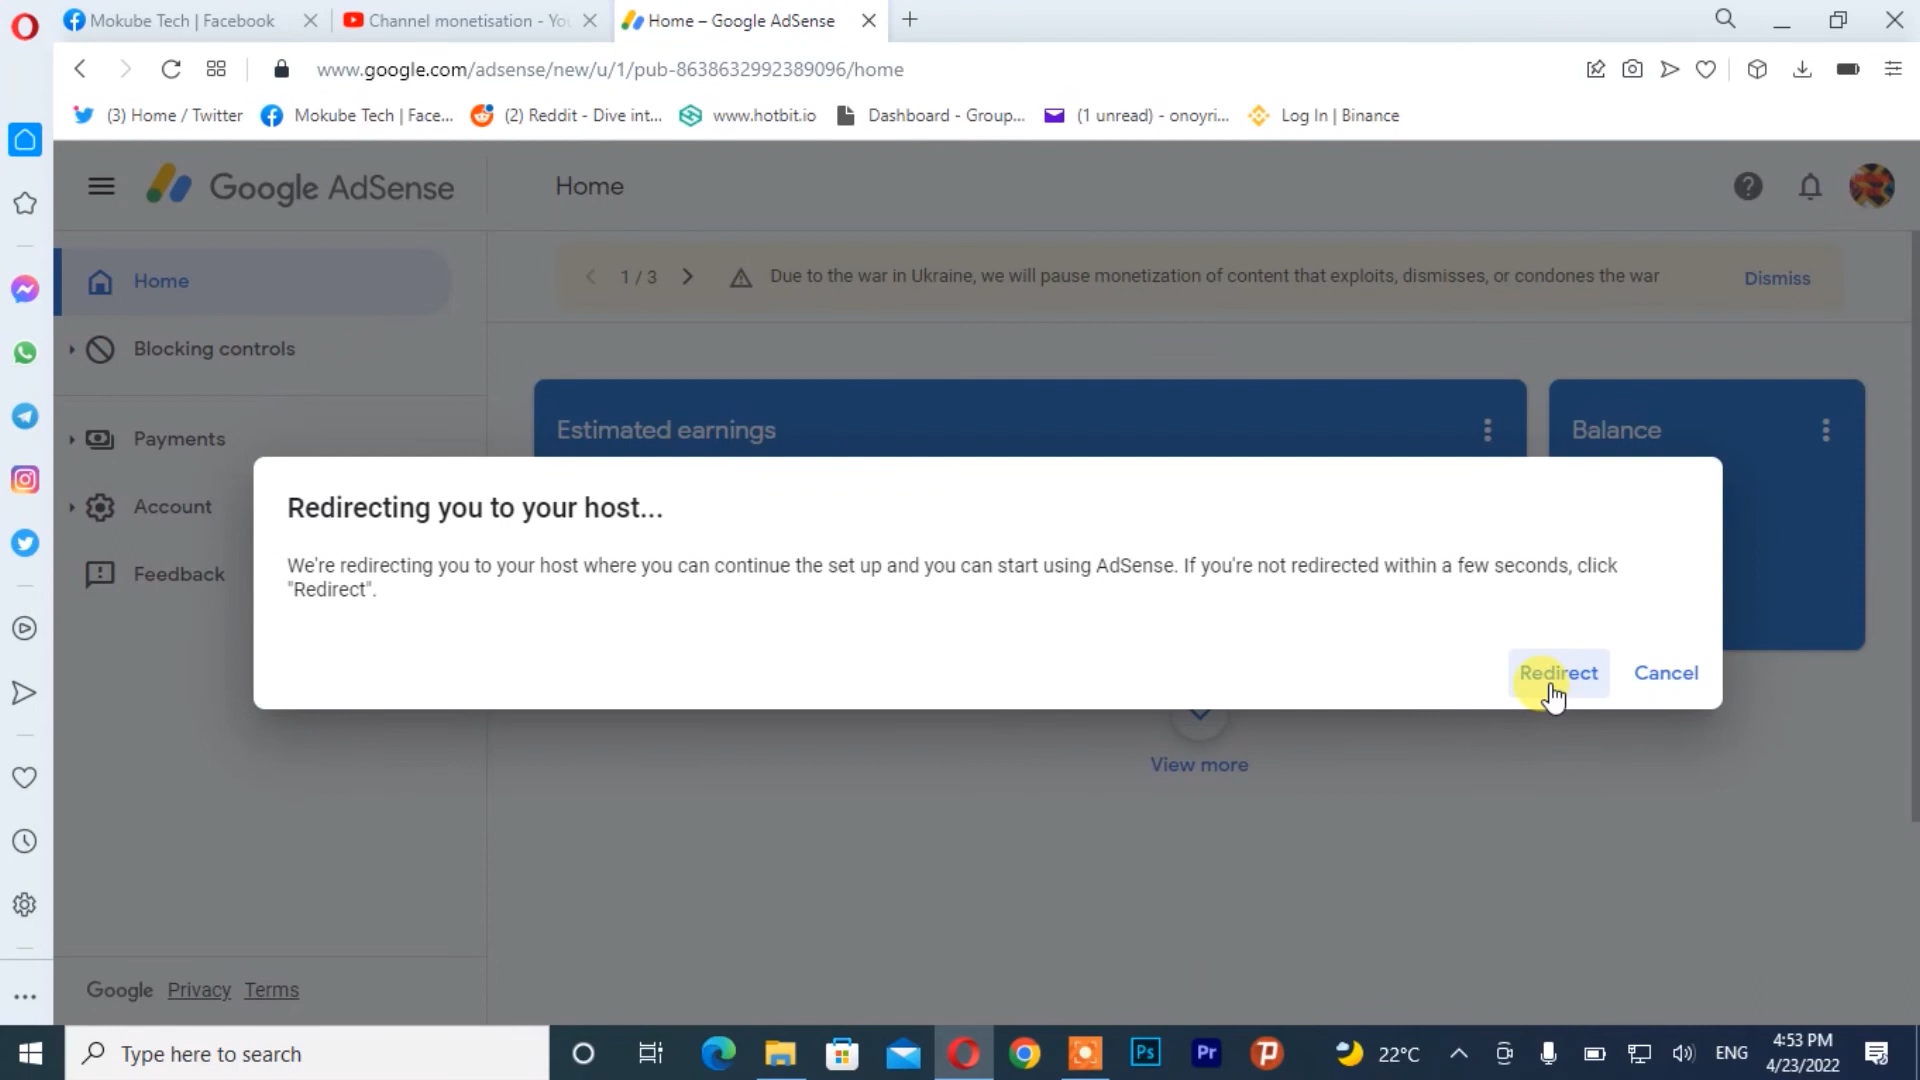 Mokube Tech | Facebook
Channel monetisation - You
Home – Google AdSense
www.google.com/adsense/new/u/1/pub-8638632992389096/home
(3) Home / Twitter
Mokube Tech | Face...
(2) Reddit - Dive int...
www.hotbit.io
Dashboard - Group...
(1 unread) - onoyri...
Log In | Binance
Google AdSense
Home
Home
1 / 3
Due to the war in Ukraine, we will pause monetization of content that exploits, dismisses, or condones the war
Dismiss
Blocking controls
Payments
Account
Feedback
Estimated earnings
Balance
Redirecting you to your host...
We're redirecting you to your host where you can continue the set up and you can start using AdSense. If you're not redirected within a few seconds, click
"Redirect".
Redirect
Cancel
View more
Google Privacy Terms
Type here to search
Ps
Pr
22°C
ENG
4:53 PM
4/23/2022